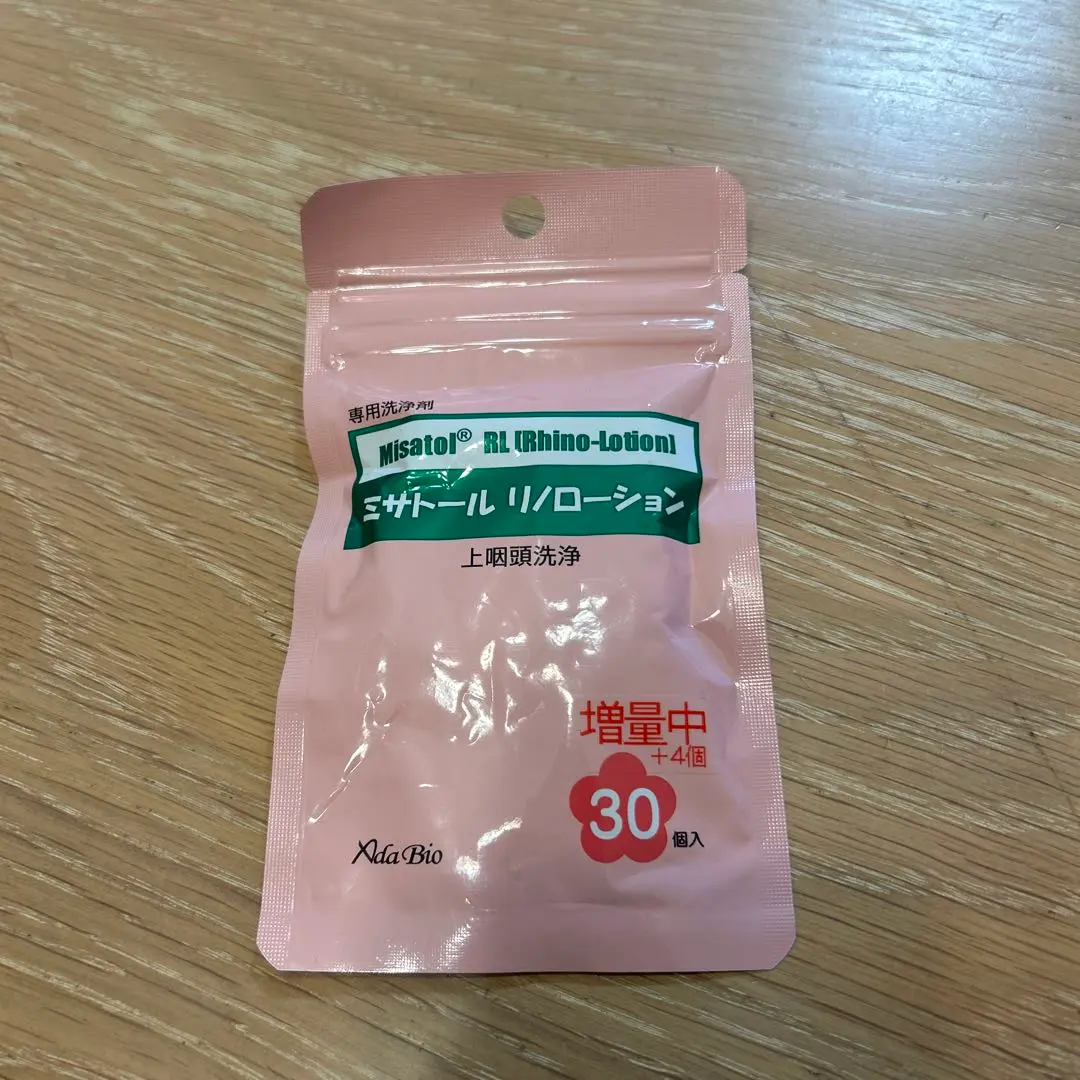 専用洗浄剤
Misatol® RL (Rhino-Lotion)
ミサトール リノローション
上咽頭洗浄
増量中
+4個
30
個入
AdaBio